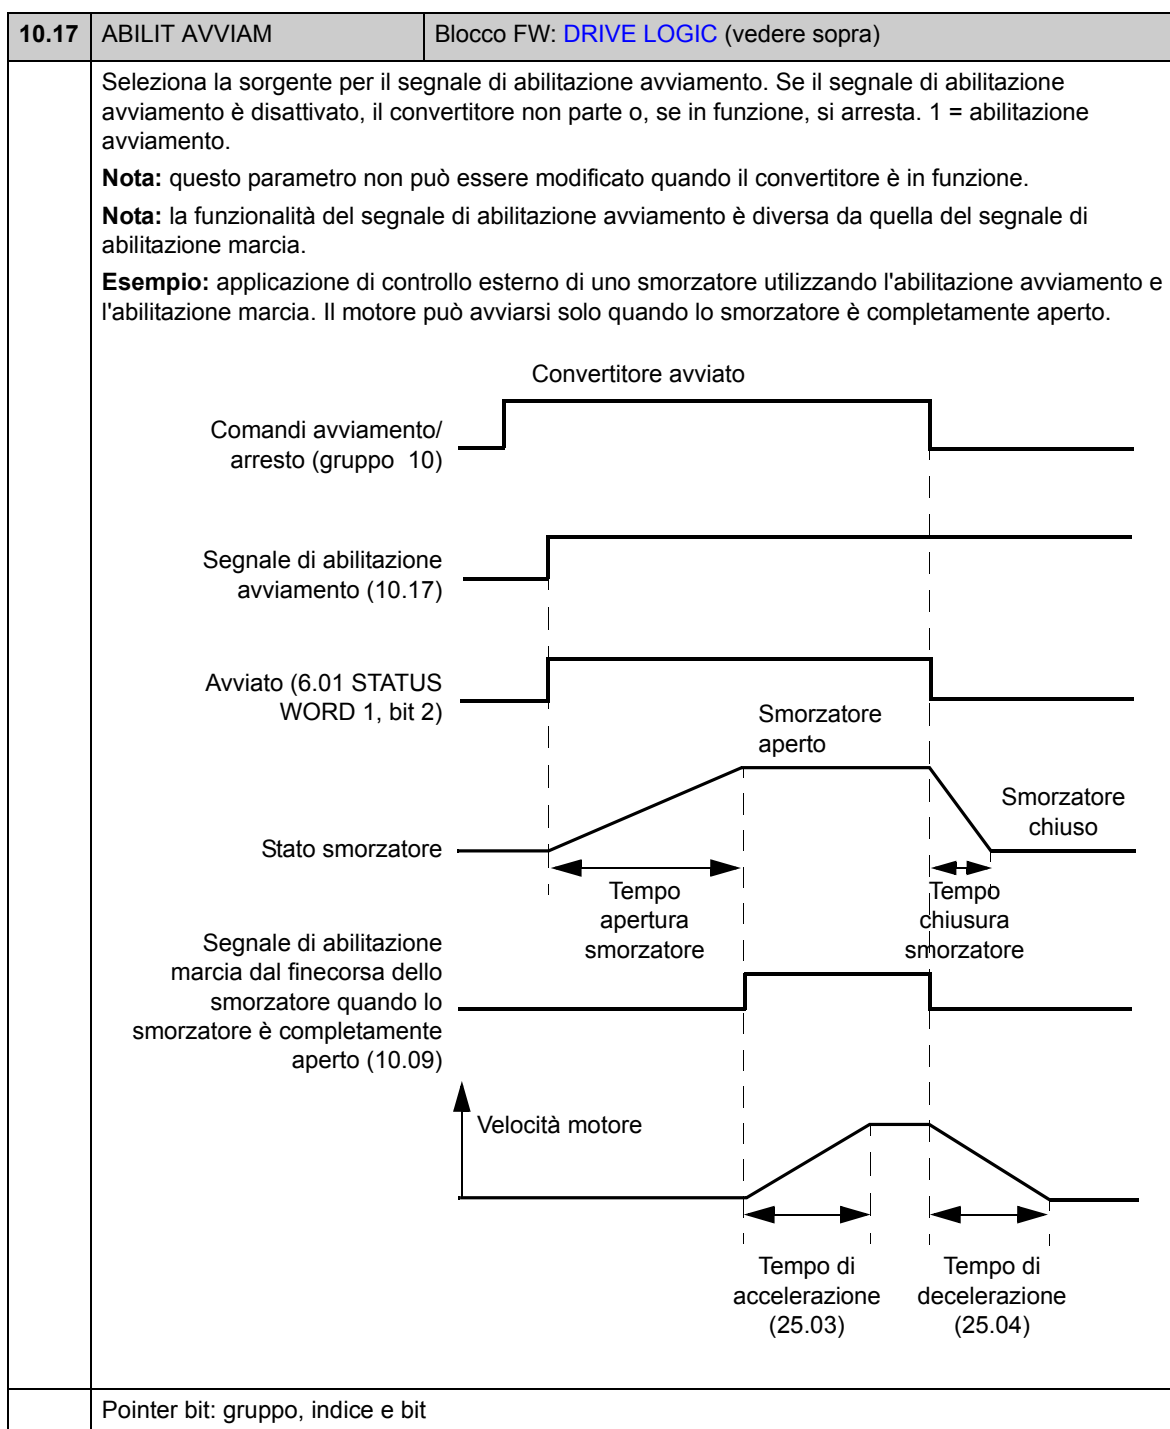 10.17 ABILIT AVVIAM Blocco FW: DRIVE LOGIC (vedere sopra)
Seleziona la sorgente per il segnale di abilitazione avviamento. Se il segnale di abilitazione
avviamento è disattivato, il convertitore non parte o, se in funzione, si arresta. 1 = abilitazione
avviamento.
Nota: questo parametro non può essere modificato quando il convertitore è in funzione.
Nota: la funzionalità del segnale di abilitazione avviamento è diversa da quella del segnale di
abilitazione marcia.
Esempio: applicazione di controllo esterno di uno smorzatore utilizzando l'abilitazione avviamento e
l'abilitazione marcia. Il motore può avviarsi solo quando lo smorzatore è completamente aperto.
Convertitore avviato
Comandi avviamento/
arresto (gruppo 10)
Segnale di abilitazione
avviamento (10.17)
Avviato (6.01 STATUS
WORD 1, bit 2)
Smorzatore
aperto
Smorzatore
chiuso
Stato smorzatore
Tempo
apertura
smorzatore
Tempo
chiusura
smorzatore
Segnale di abilitazione
marcia dal finecorsa dello
smorzatore quando lo
smorzatore è completamente
aperto (10.09)
Velocità motore
Tempo di
accelerazione
(25.03)
Tempo di
decelerazione
(25.04)
Pointer bit: gruppo, indice e bit